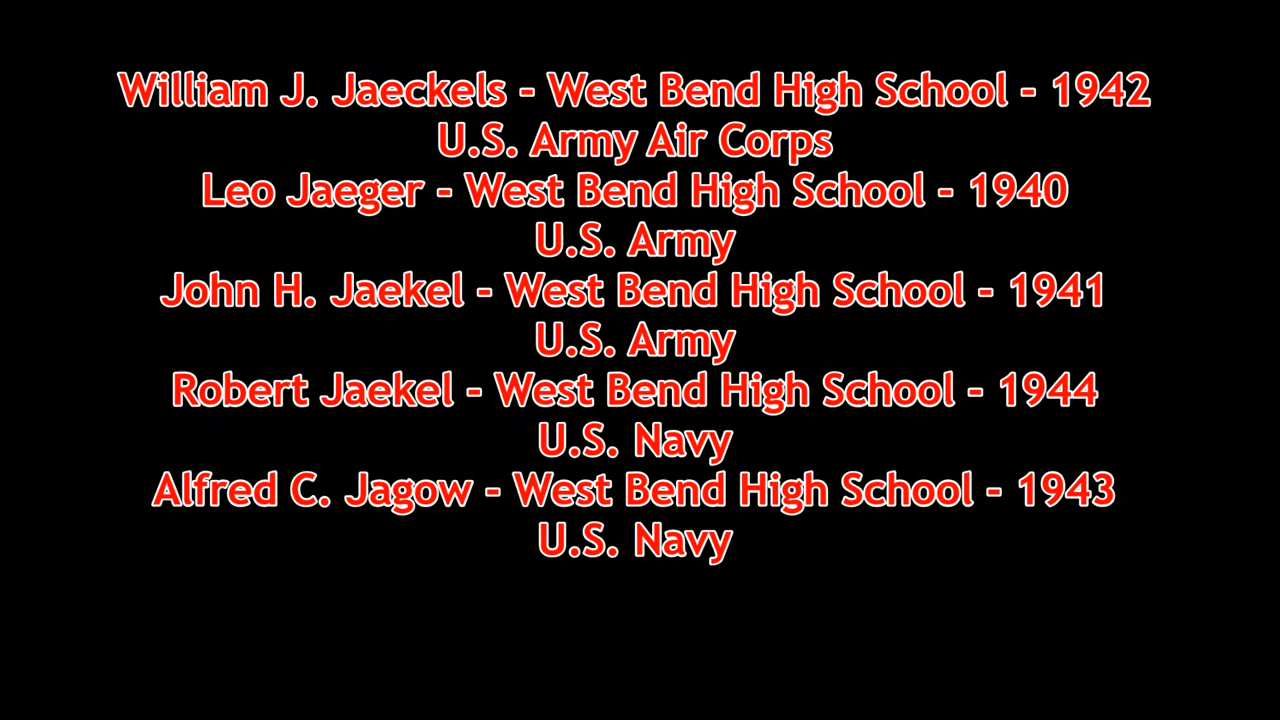 William J. Jaeckels - West Bend High School - 1942
U.S. Army Air Corps
Leo Jaeger - West Bend High School - 1940
U.S. Army
John H. Jaekel - West Bend High School - 1941
U.S. Army
Robert Jaekel - West Bend High School - 1944
U.S. Navy
Alfred C. Jagow - West Bend High School - 1943
U.S. Navy